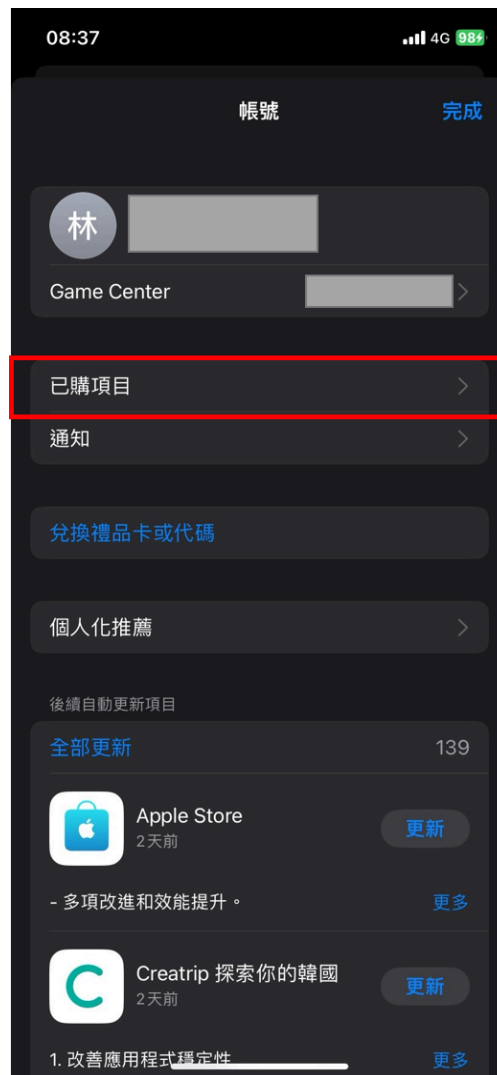 08:37 4G 98
帳號 完成
林
Game Center
已購項目
通知
兌換禮品卡或代碼
個人化推薦
後續自動更新項目
全部更新 139
Apple Store
2天前
更新
- 多項改進和效能提升。 更多
Creatrip 探索你的韓國
2天前
更新
1. 改善應用程式穩定性 更多